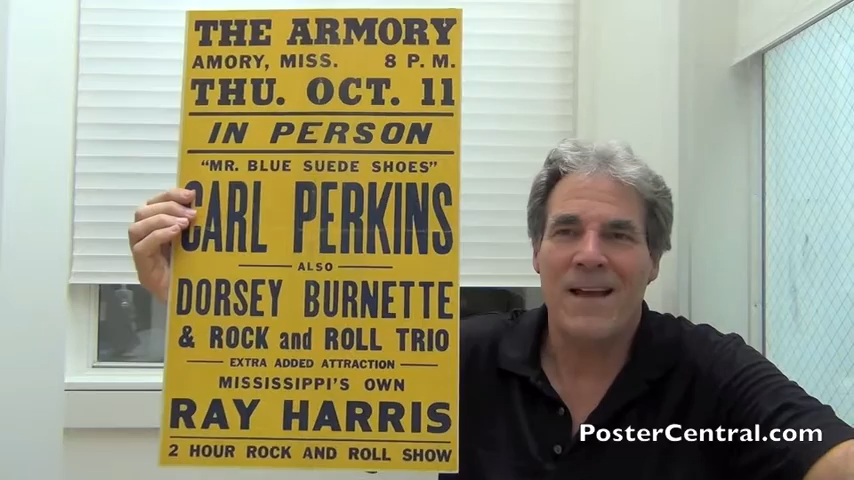 THE ARMORY
AMORY, MISS. 8 P. M.
THU. OCT. 11
IN PERSON
"MR. BLUE SUEDE SHOES"
CARL PERKINS
ALSO
DORSEY BURNETTE
& ROCK and ROLL TRIO
EXTRA ADDED ATTRACTION
MISSISSIPPI'S OWN
RAY HARRIS
2 HOUR ROCK AND ROLL SHOW
PosterCentral.com